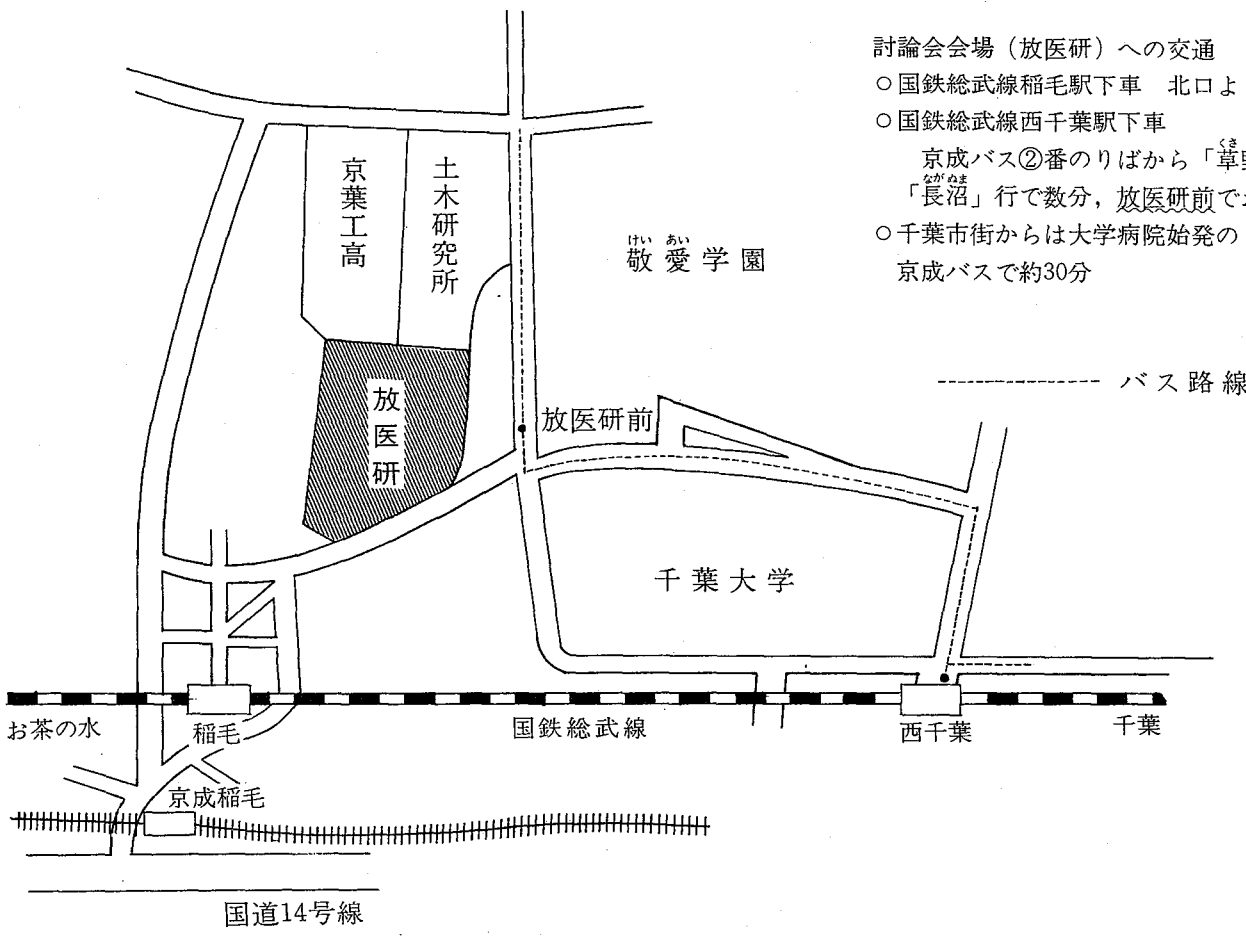 討論会会場（放医研）への交通
○国鉄総武線稲毛駅下車　北口よ
○国鉄総武線西千葉駅下車
京成バス②番のりばから「草
くさ
「長沼」行で数分，放医研前で
ながぬま
○千葉市街からは大学病院始発の
京成バスで約30分
バス路線
京葉工高
土木研究所
けい あい
敬愛学園
放医研
放医研前
千葉大学
お茶の水
稲毛
国鉄総武線
西千葉
千葉
京成稲毛
国道14号線